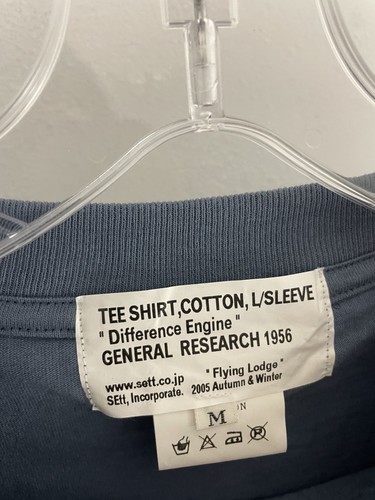 TEE SHIRT,COTTON, L/SLEEVE
" Difference Engine "
GENERAL RESEARCH 1956
" Flying Lodge "
www.sett.co.jp
2005 Autumn & Winter
SEtt, Incorporate.
M